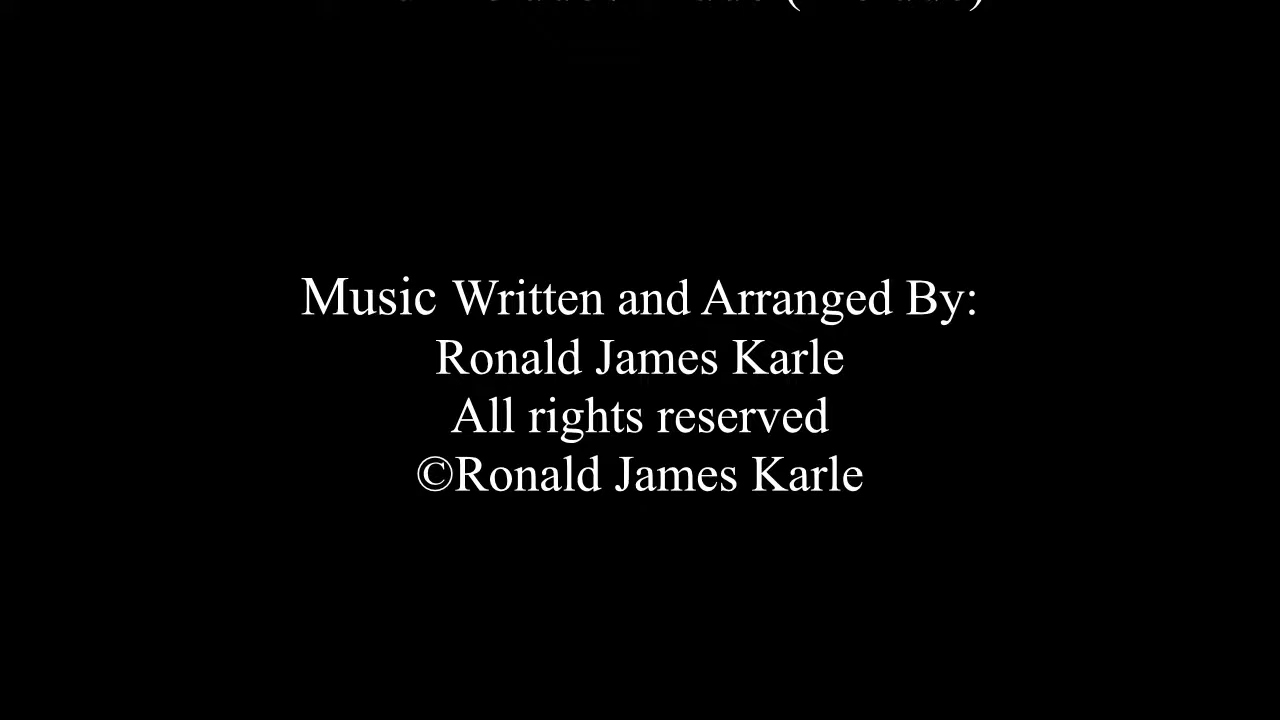 Music Written and Arranged By:
Ronald James Karle
All rights reserved
©Ronald James Karle